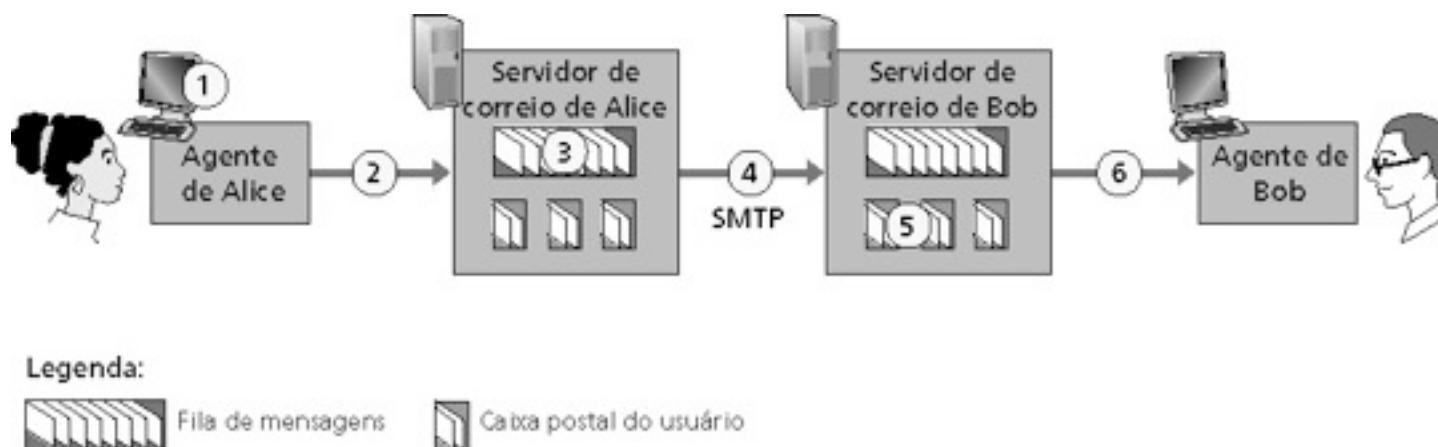 1
Agente
de Alice
2
Servidor de
correio de Alice
3
4
SMTP
Servidor de
correio de Bob
5
6
Agente de
Bob
Legenda:
Fila de mensagens
Caixa postal do usuário